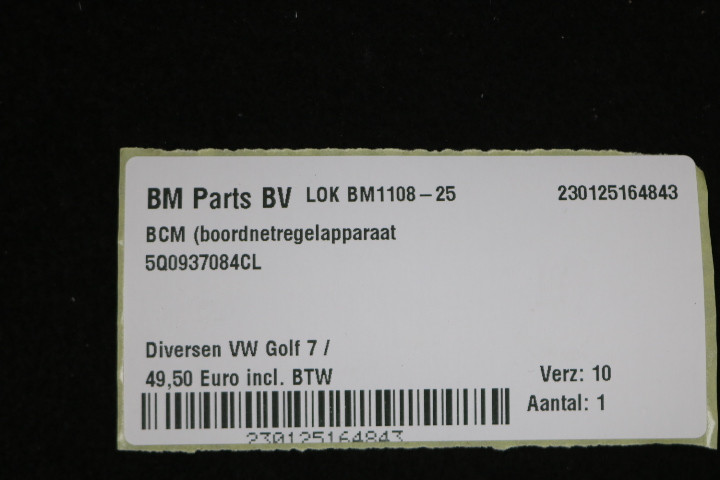 BM Parts BV LOK BM1108-25 230125164843
BCM (boordnetregelapparaat
5Q0937084CL
Diversen VW Golf 7 /
49,50 Euro incl. BTW Verz: 10
Aantal: 1
230125164843